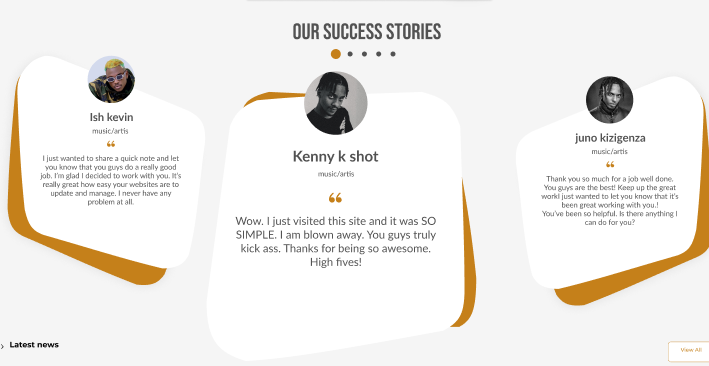 OUR SUCCESS STORIES
Ish kevin
music/artis
“
I just wanted to share a quick note and let
you know that you guys do a really good
job. I'm glad I decided to work with you. It's
really great how easy your websites are to
update and manage. I never have any
problem at all.
Kenny k shot
music/artis
“
Wow. I just visited this site and it was SO
SIMPLE. I am blown away. You guys truly
kick ass. Thanks for being so awesome.
High fives!
juno kizigenza
music/artis
“
Thank you so much for a job well done.
You guys are the best! Keep up the great
workI just wanted to let you know that it's
been great working with you.!
You've been so helpful. Is there anything I
can do for you?
Latest news
View All